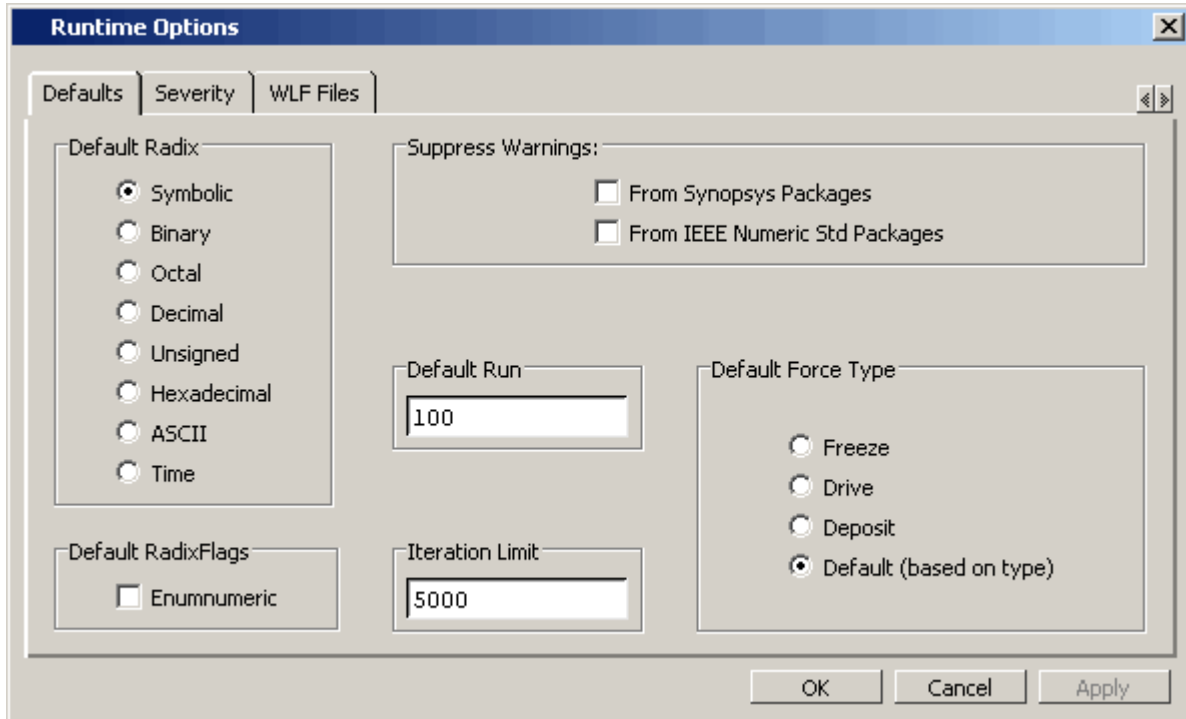 Runtime Options
Defaults
Severity
WLF Files
Default Radix
Symbolic
Binary
Octal
Decimal
Unsigned
Hexadecimal
ASCII
Time
Suppress Warnings:
From Synopsys Packages
From IEEE Numeric Std Packages
Default Run
100
Default Force Type
Freeze
Drive
Deposit
Default (based on type)
Default RadixFlags
Enumnumeric
Iteration Limit
5000
OK
Cancel
Apply